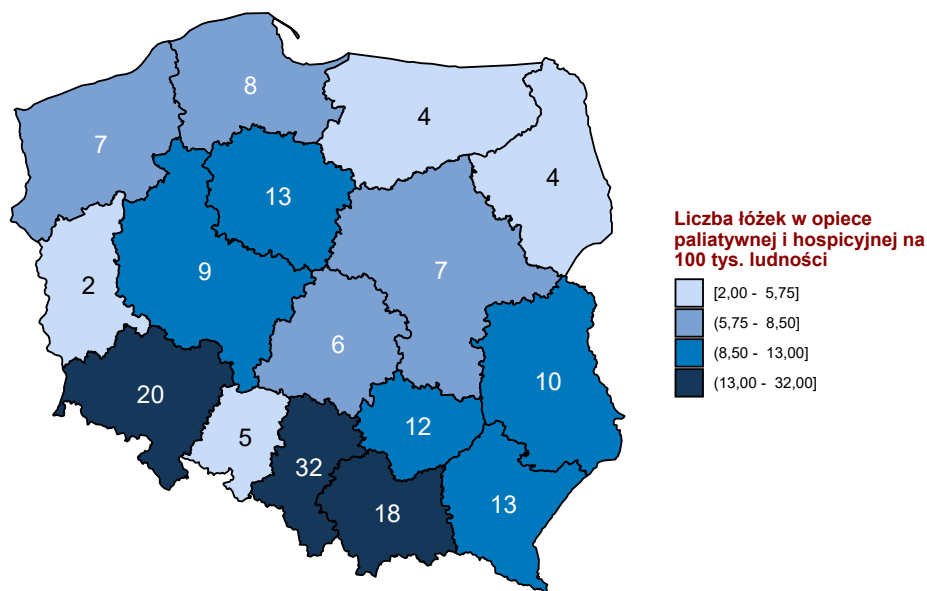 8
4
7
4
13
9
7
2
6
10
20
12
5
32
18
13
Liczba łóżek w opiece
paliatywnej i hospicyjnej na
100 tys. ludności
[2,00 - 5,75]
(5,75 - 8,50]
(8,50 - 13,00]
(13,00 - 32,00]